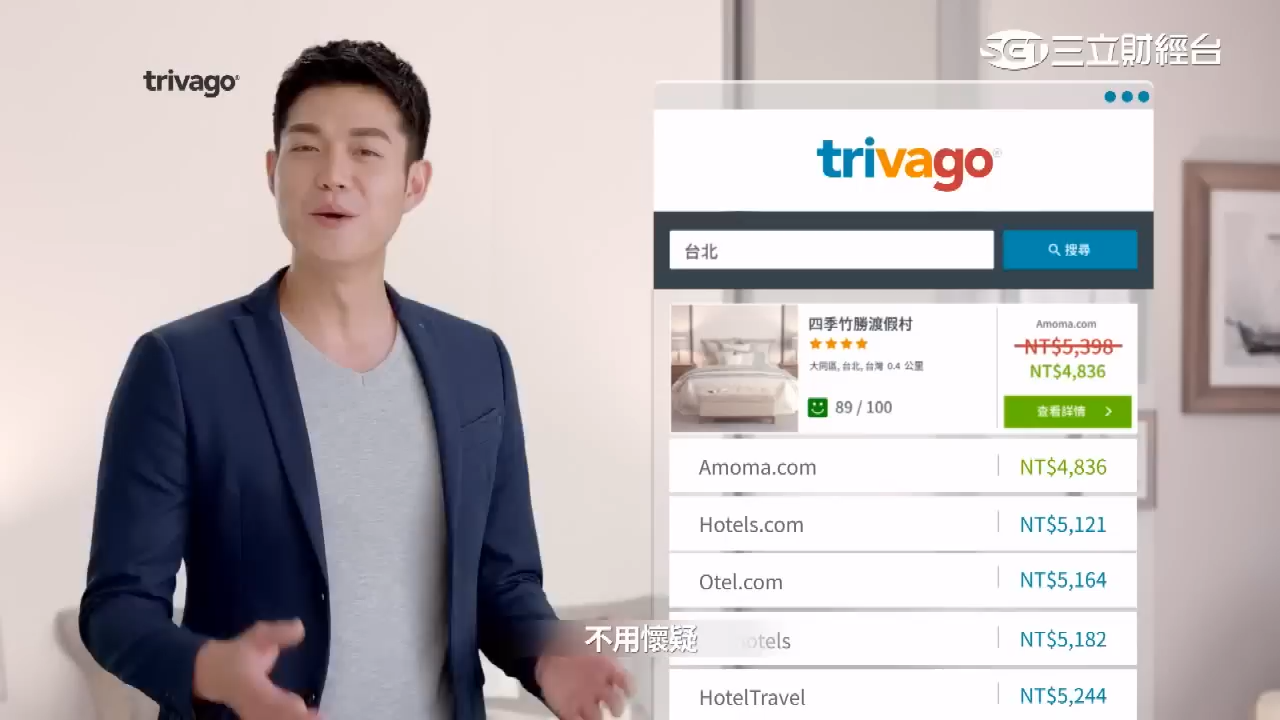 trivago
三立財經台
trivago
台北
搜尋
四季竹勝渡假村
大同區, 台北, 台灣 0.4 公里
89 / 100
Amoma.com
NT$5,398
NT$4,836
查看詳情
Amoma.com NT$4,836
Hotels.com NT$5,121
Otel.com NT$5,164
NT$5,182
不用懷疑
HotelTravel NT$5,244